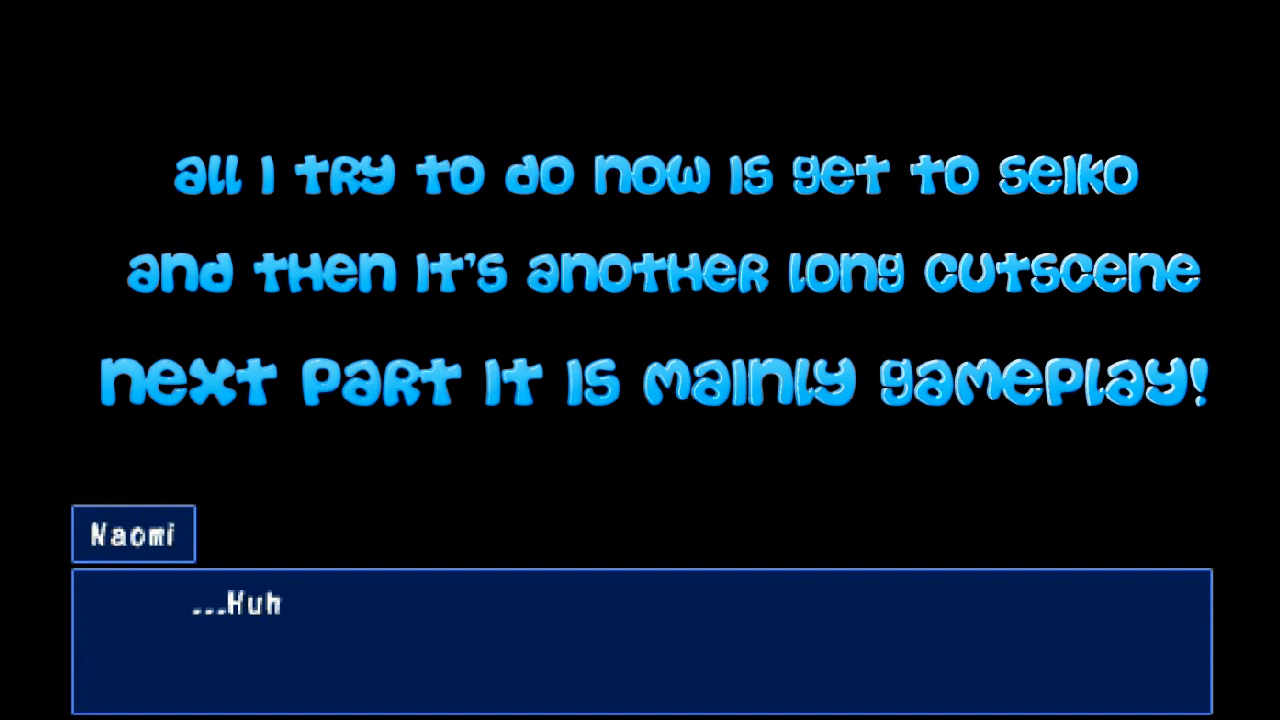 all I try to do now is get to seiko
and then it's another long cutscene
next part it is mainly gameplay!
Naomi
...Huh